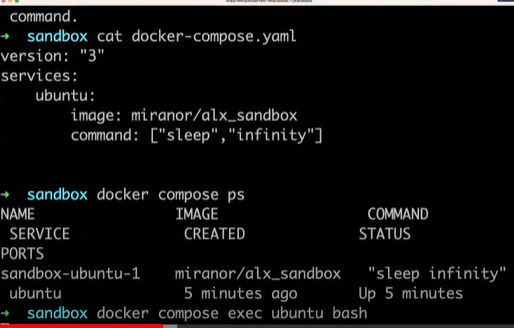 command.
➜ sandbox cat docker-compose.yaml
version: "3"
services:
    ubuntu:
        image: miranor/alx_sandbox
        command: ["sleep","infinity"]
➜ sandbox docker compose ps
NAME IMAGE COMMAND
SERVICE CREATED STATUS
PORTS
sandbox-ubuntu-1 miranor/alx_sandbox "sleep infinity"
ubuntu 5 minutes ago Up 5 minutes
➜ sandbox docker compose exec ubuntu bash